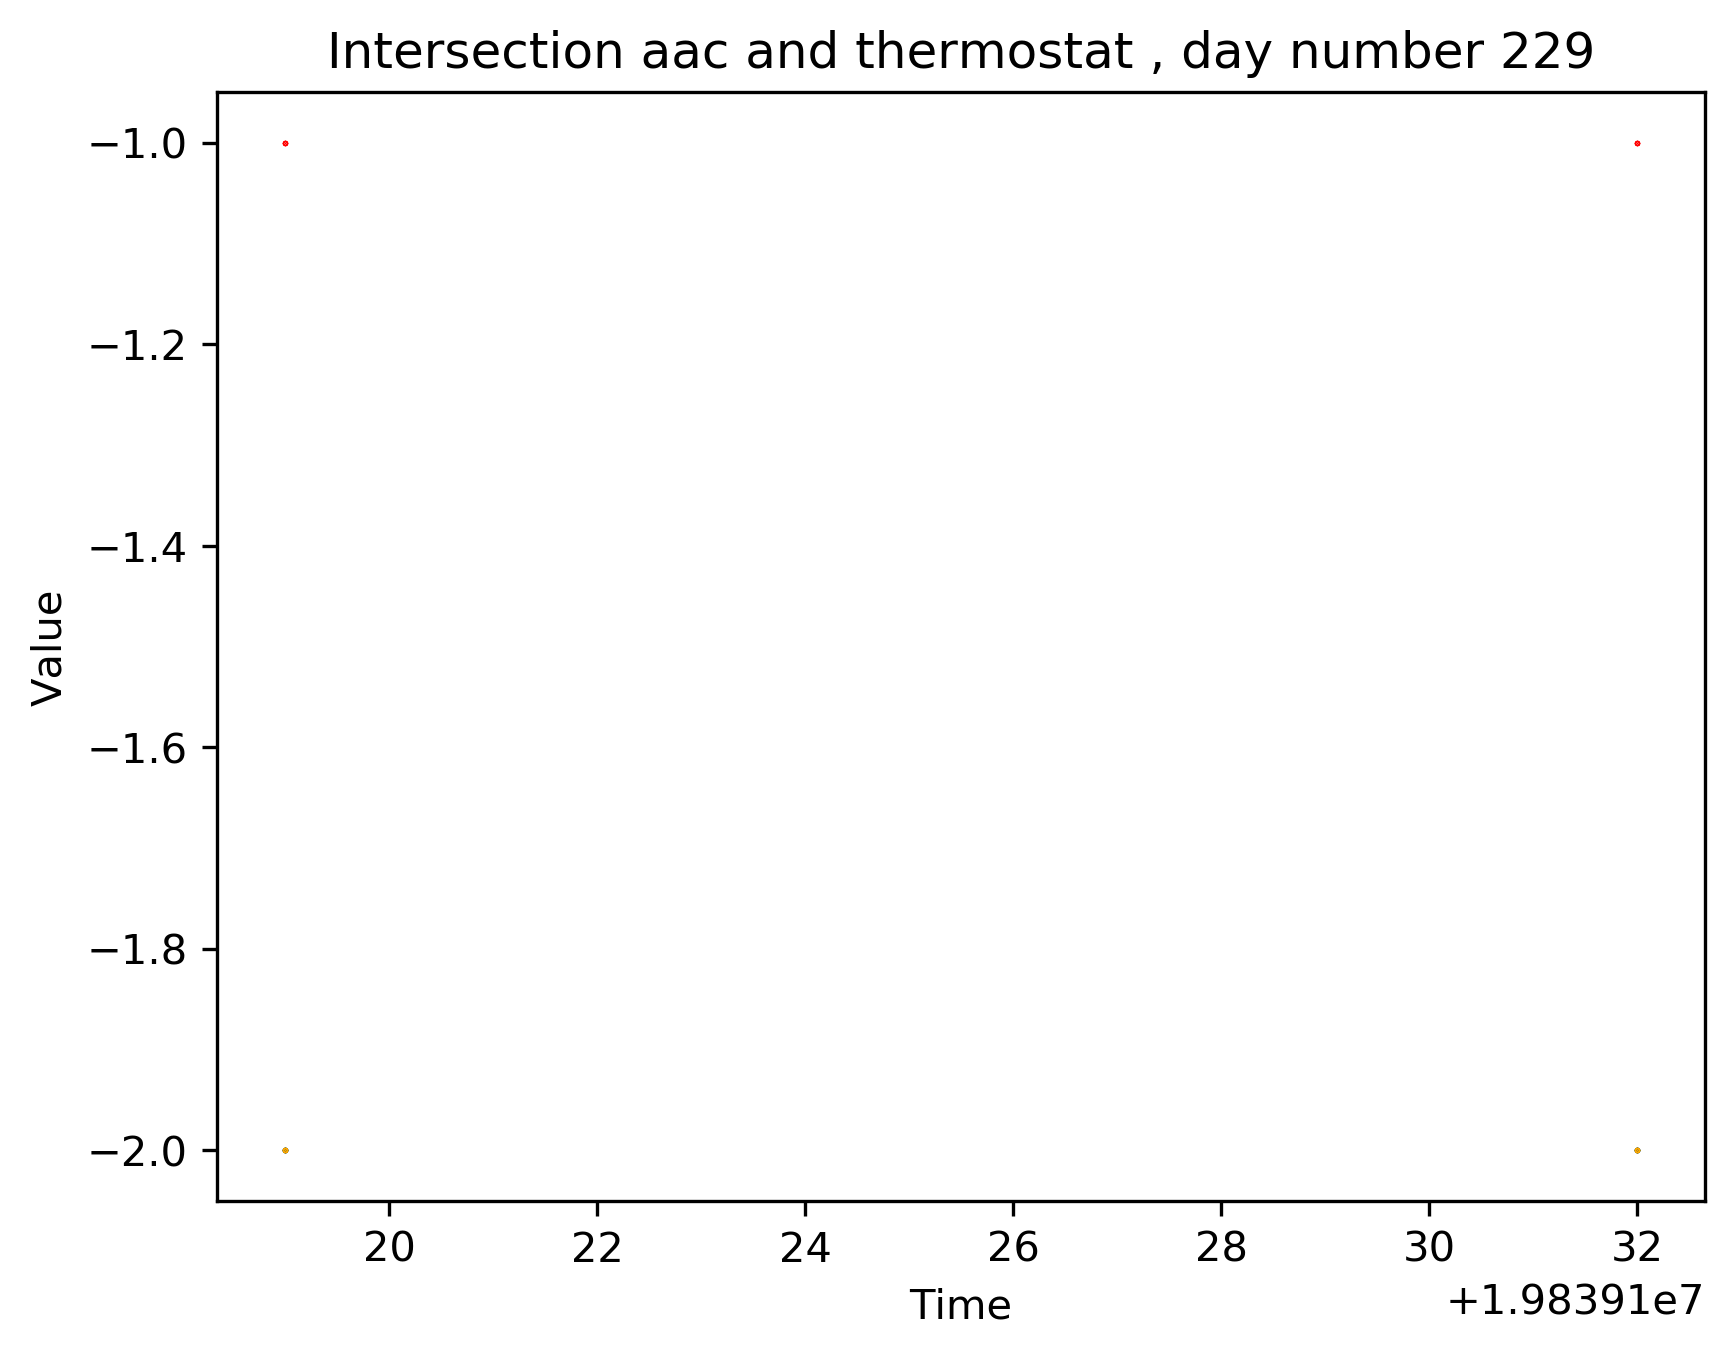 Intersection aac and thermostat , day number 229
−1.0
−1.2
−1.4
−1.6
−1.8
−2.0
Value
20 22 24 26 28 30 32
+1.98391e7
Time